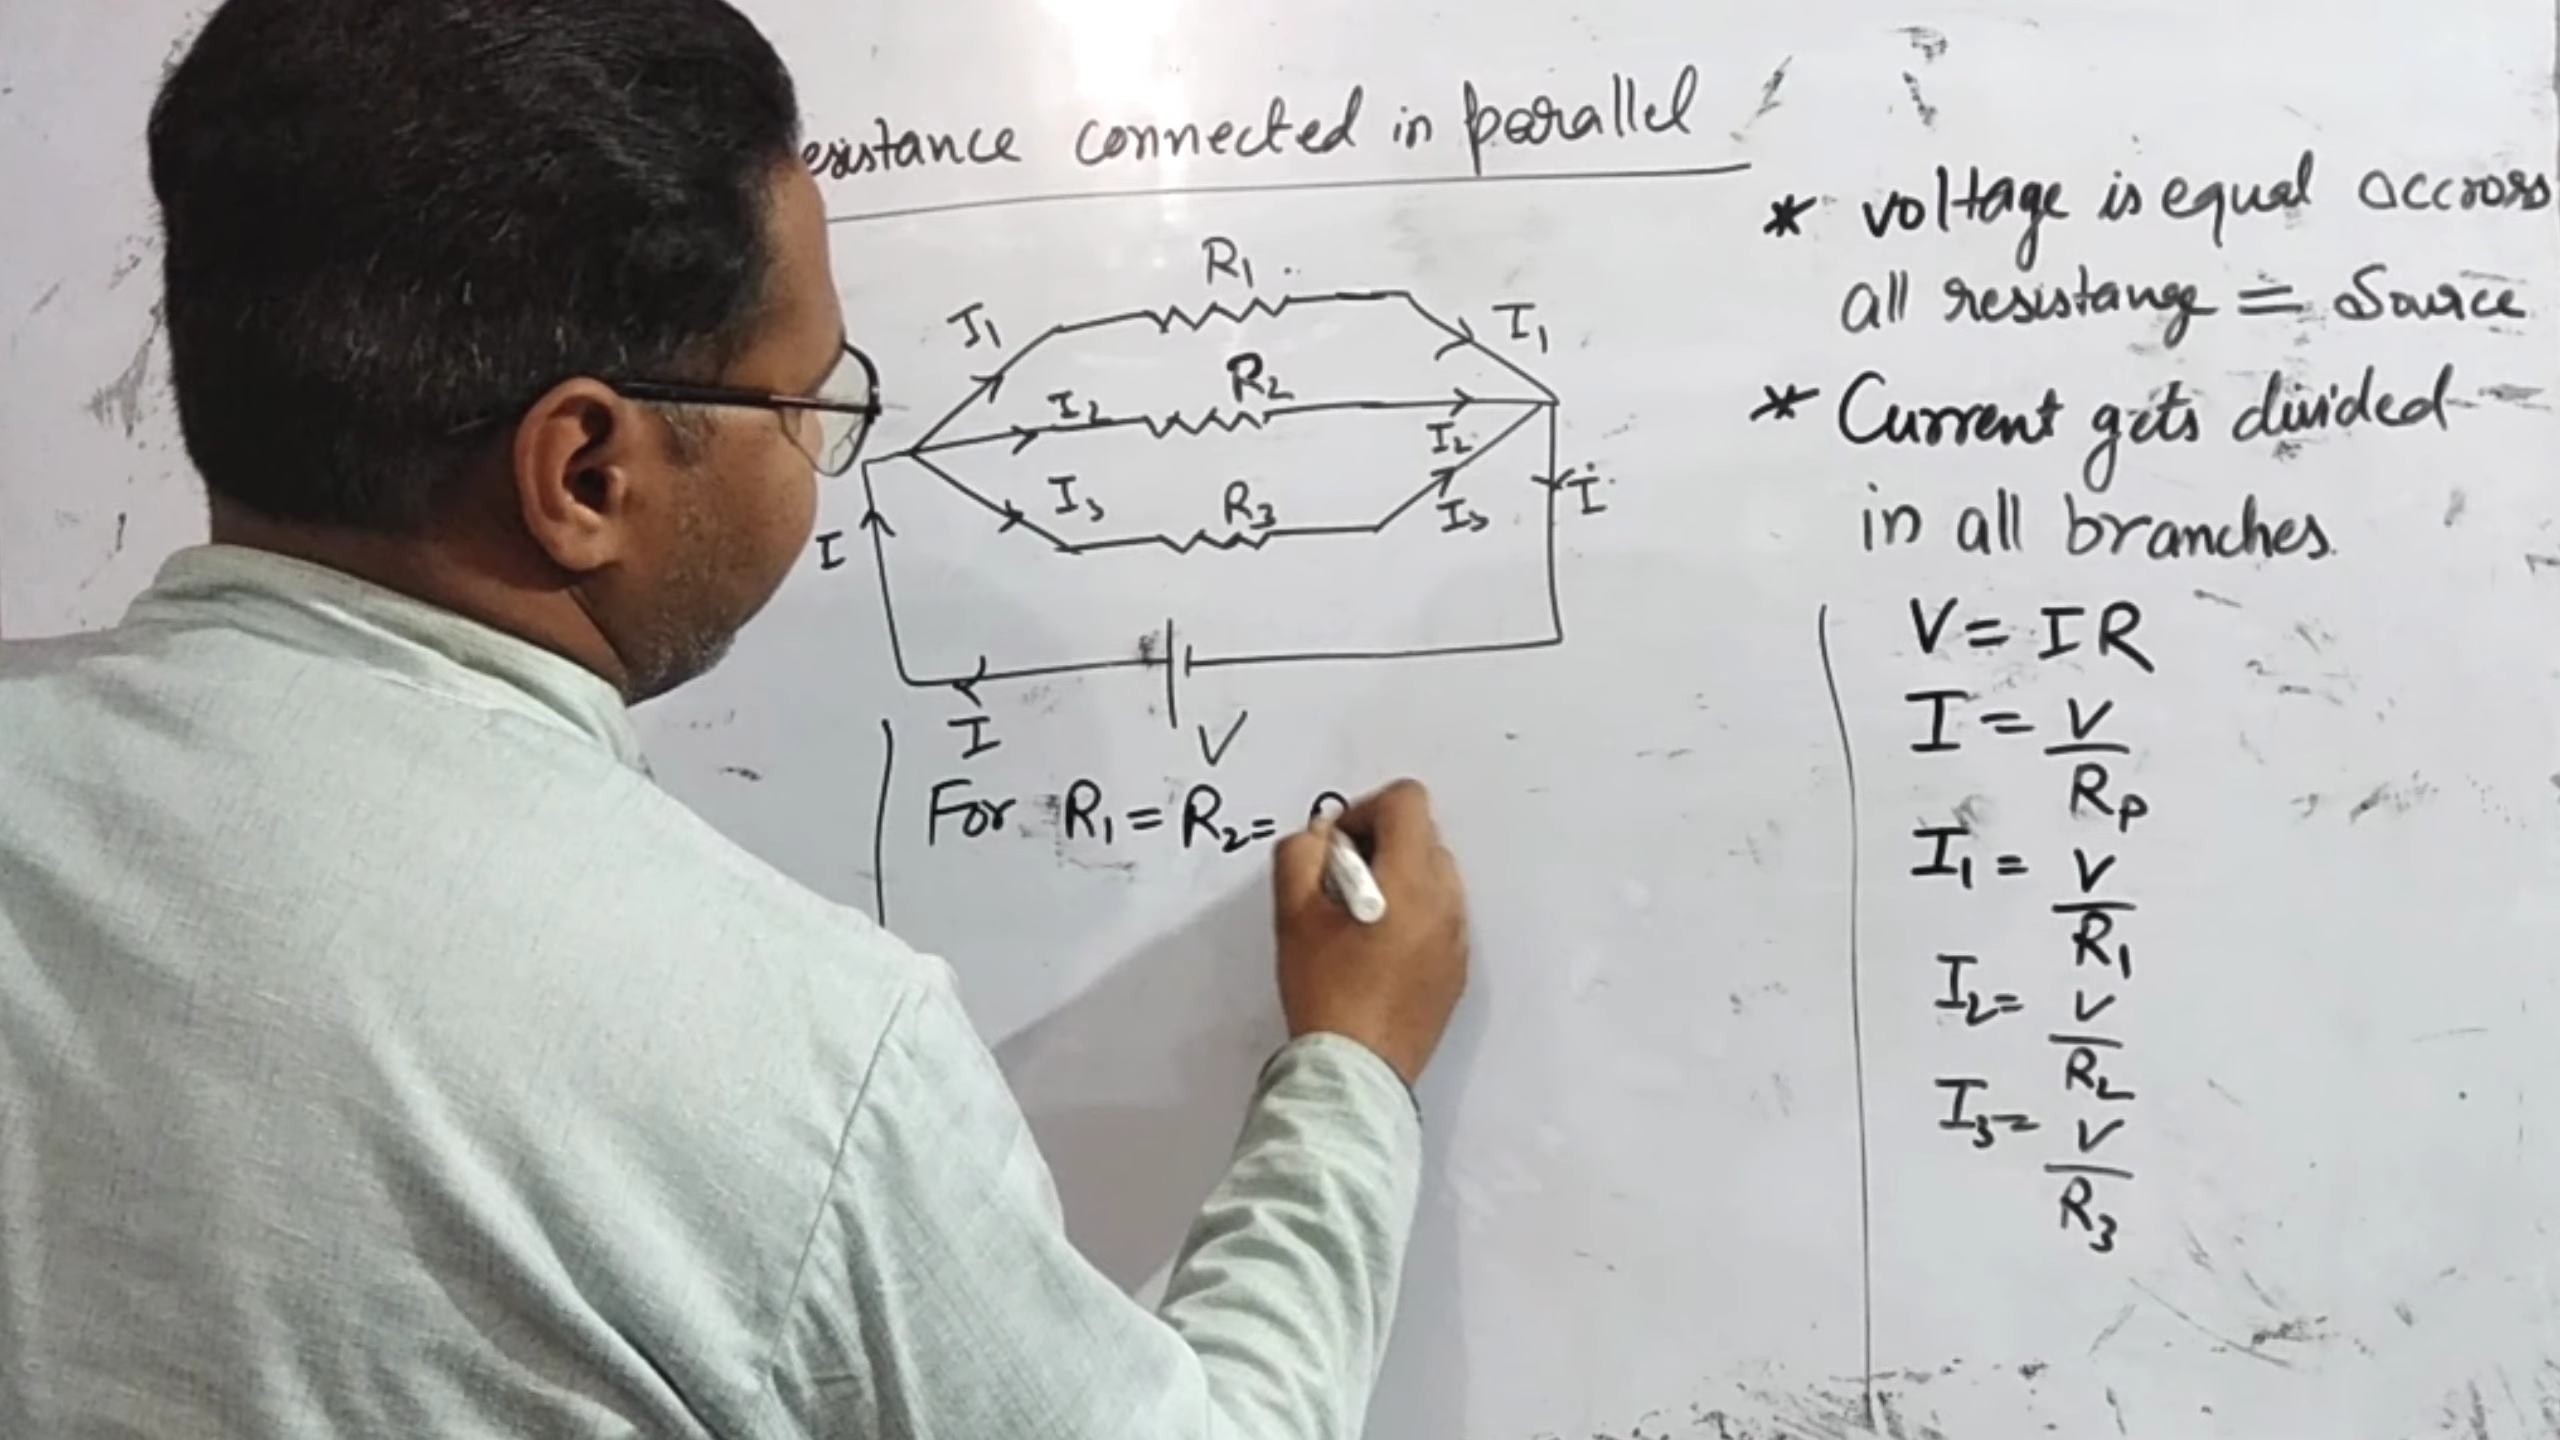 esistance connected in parallel
R1
I1 I1
R2
I2
I2
I3 R3 I3
I I
I V
For R1 = R2 =
* voltage is equal accross
all resistange = Source
* Current gets divided
in all branches.
V = IR
I = V/Rp
I1 = V/R1
I2 = V/R2
I3 = V/R3